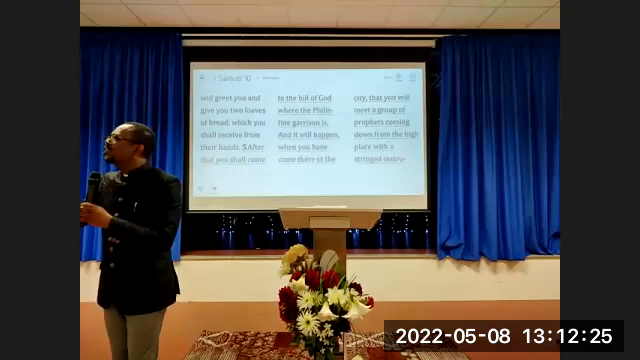 1 Samuel 10
will greet you and
give you two loaves
of bread, which you
shall receive from
their hands. 5 After
that you shall come
to the hill of God
where the Philis-
tine garrison is.
And it will happen,
when you have
come there to the
city, that you will
meet a group of
prophets coming
down from the high
place with a
stringed instru-
2022-05-08 13:12:25